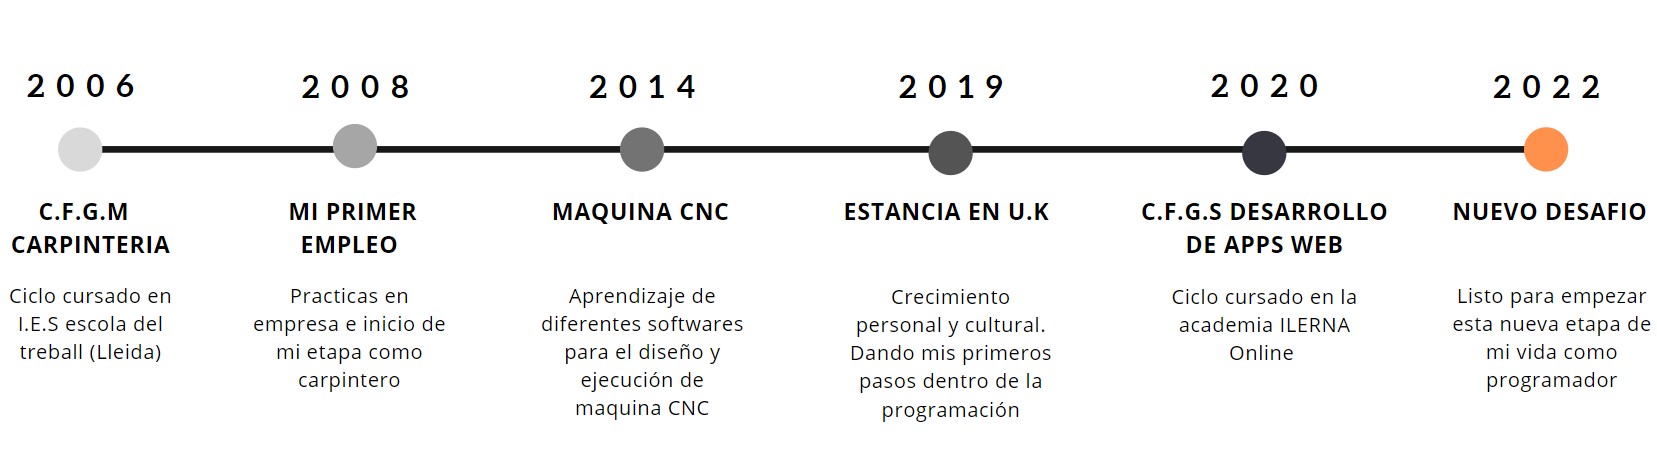 2006
C.F.G.M
CARPINTERIA
Ciclo cursado en
I.E.S escola del
treball (Lleida)
2008
MI PRIMER
EMPLEO
Practicas en
empresa e inicio de
mi etapa como
carpintero
2014
MAQUINA CNC
Aprendizaje de
diferentes softwares
para el diseño y
ejecución de
maquina CNC
2019
ESTANCIA EN U.K
Crecimiento
personal y cultural.
Dando mis primeros
pasos dentro de la
programación
2020
C.F.G.S DESARROLLO
DE APPS WEB
Ciclo cursado en la
academia ILERNA
Online
2022
NUEVO DESAFIO
Listo para empezar
esta nueva etapa de
mi vida como
programador